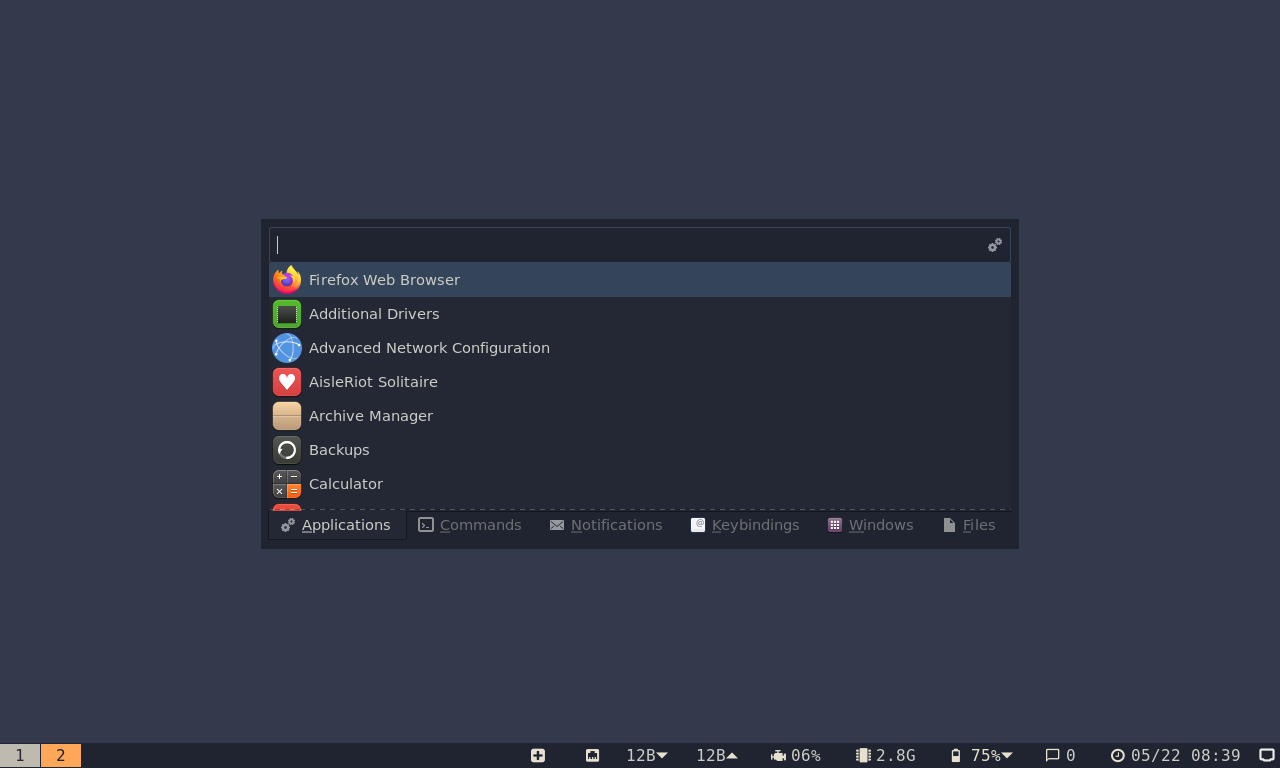 Firefox Web Browser
Additional Drivers
Advanced Network Configuration
AisleRiot Solitaire
Archive Manager
Backups
Calculator
Applications Commands Notifications Keybindings Windows Files
1 2 12B 12B 06% 2.8G 75% 0 05/22 08:39